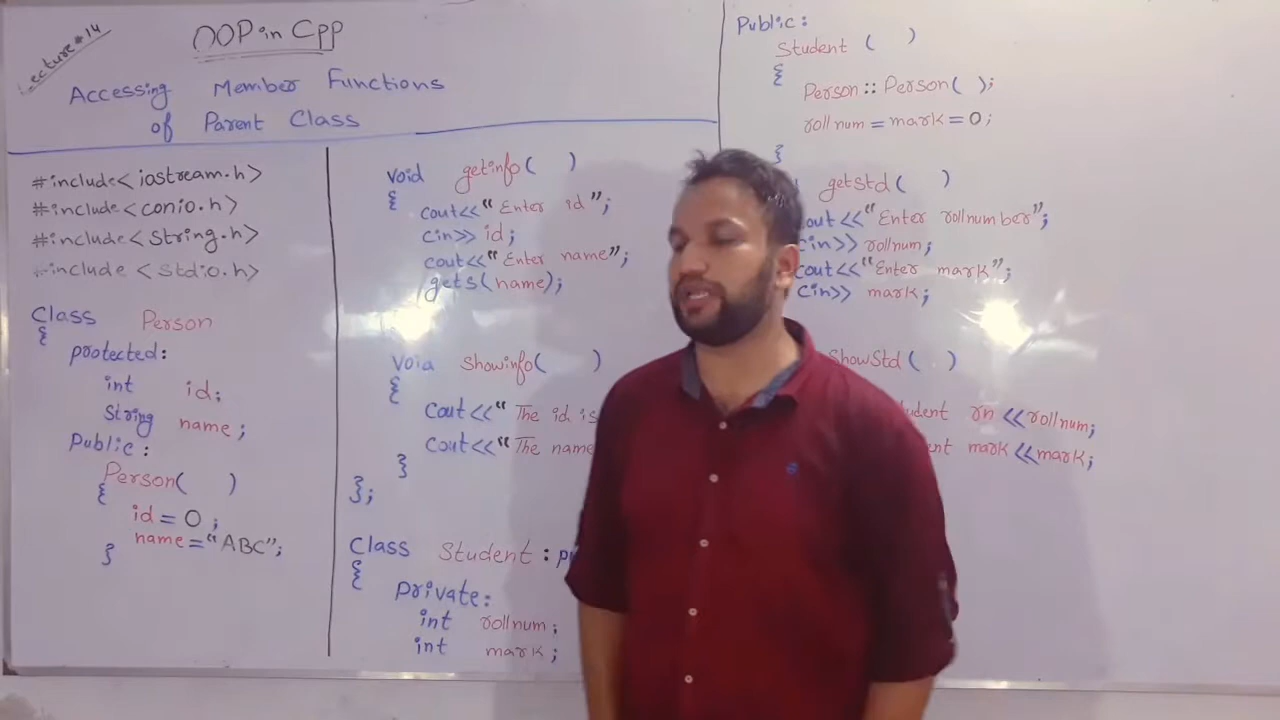 Lecture # 14
OOP in Cpp
Accessing Member Functions
of Parent Class
#include< iostream.h>
#include <conio.h>
#include <String.h>
#include <stdio.h>
Class Person
{
protected:
int id;
String name;
Public:
Person( )
{
id = 0;
name = "ABC";
}
void getinfo( )
{
cout<<"Enter id";
cin>> id;
cout<<"Enter name";
gets(name);
void Showinfo( )
{
Cout<<"The id is
Cout<<"The name
}
};
Class Student :
{
private:
int rollnum;
int mark;
Public:
Student ( )
{
Person :: Person( );
rollnum = mark = 0;
}
getstd( )
cout<<"Enter rollnumber";
cin>> rollnum;
cout<<"Enter mark";
cin>> mark;
ShowStd( )
rn <<rollnum;
mark <<mark;